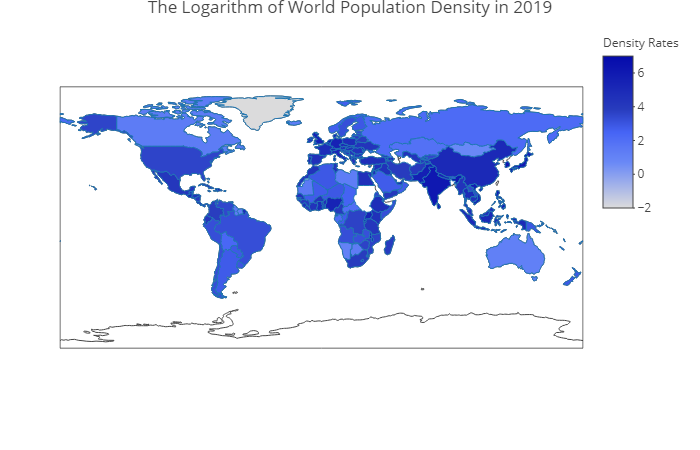 The Logarithm of World Population Density in 2019
Density Rates
6
4
2
0
−2